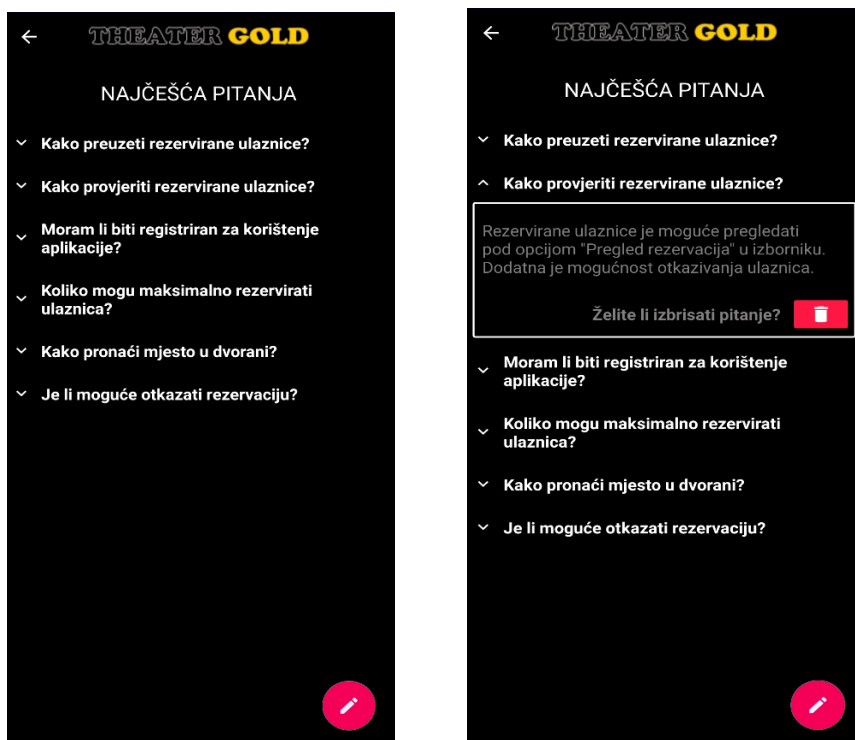 THEATER GOLD
NAJČEŠĆA PITANJA
Kako preuzeti rezervirane ulaznice?
Kako provjeriti rezervirane ulaznice?
Moram li biti registriran za korištenje
aplikacije?
Koliko mogu maksimalno rezervirati
ulaznica?
Kako pronaći mjesto u dvorani?
Je li moguće otkazati rezervaciju?
THEATER GOLD
NAJČEŠĆA PITANJA
Kako preuzeti rezervirane ulaznice?
Kako provjeriti rezervirane ulaznice?
Rezervirane ulaznice je moguće pregledati
pod opcijom "Pregled rezervacija" u izborniku.
Dodatna je mogućnost otkazivanja ulaznica.
Želite li izbrisati pitanje?
Moram li biti registriran za korištenje
aplikacije?
Koliko mogu maksimalno rezervirati
ulaznica?
Kako pronaći mjesto u dvorani?
Je li moguće otkazati rezervaciju?